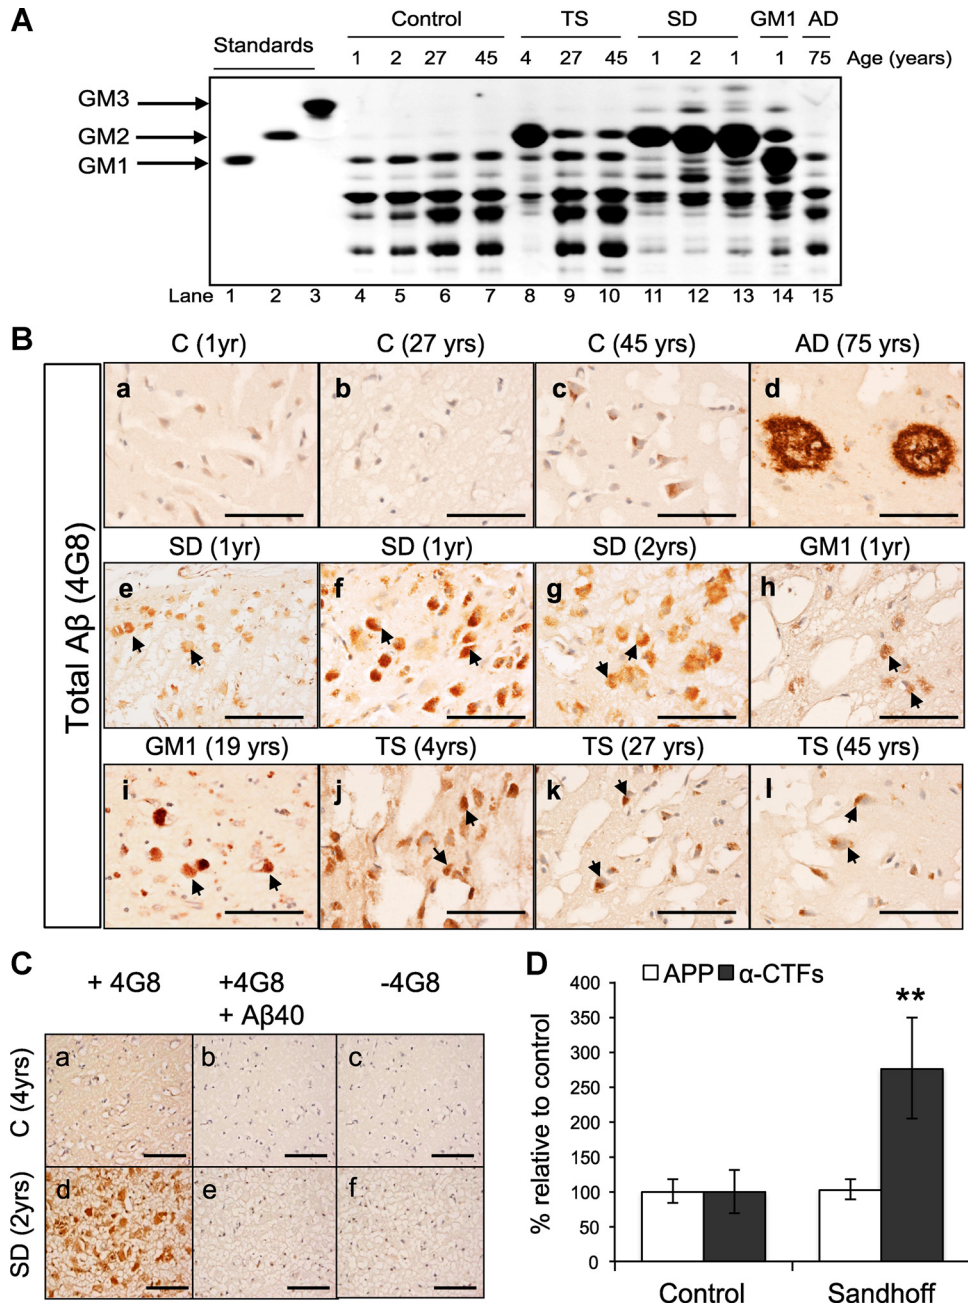 A
Control TS SD GM1 AD
Standards
1 2 27 45 4 27 45 1 2 1 1 75 Age (years)
GM3
GM2
GM1
Lane 1 2 3 4 5 6 7 8 9 10 11 12 13 14 15
B
C (1yr) C (27 yrs) C (45 yrs) AD (75 yrs)
a b c d
Total Aβ (4G8)
SD (1yr) SD (1yr) SD (2yrs) GM1 (1yr)
e f g h
GM1 (19 yrs) TS (4yrs) TS (27 yrs) TS (45 yrs)
i j k l
C
+ 4G8 +4G8 -4G8
+ Aβ40
C (4yrs)
a b c
SD (2yrs)
d e f
D
APP α-CTFs
400
350
300
250
200
150
100
50
0
% relative to control
**
Control Sandhoff